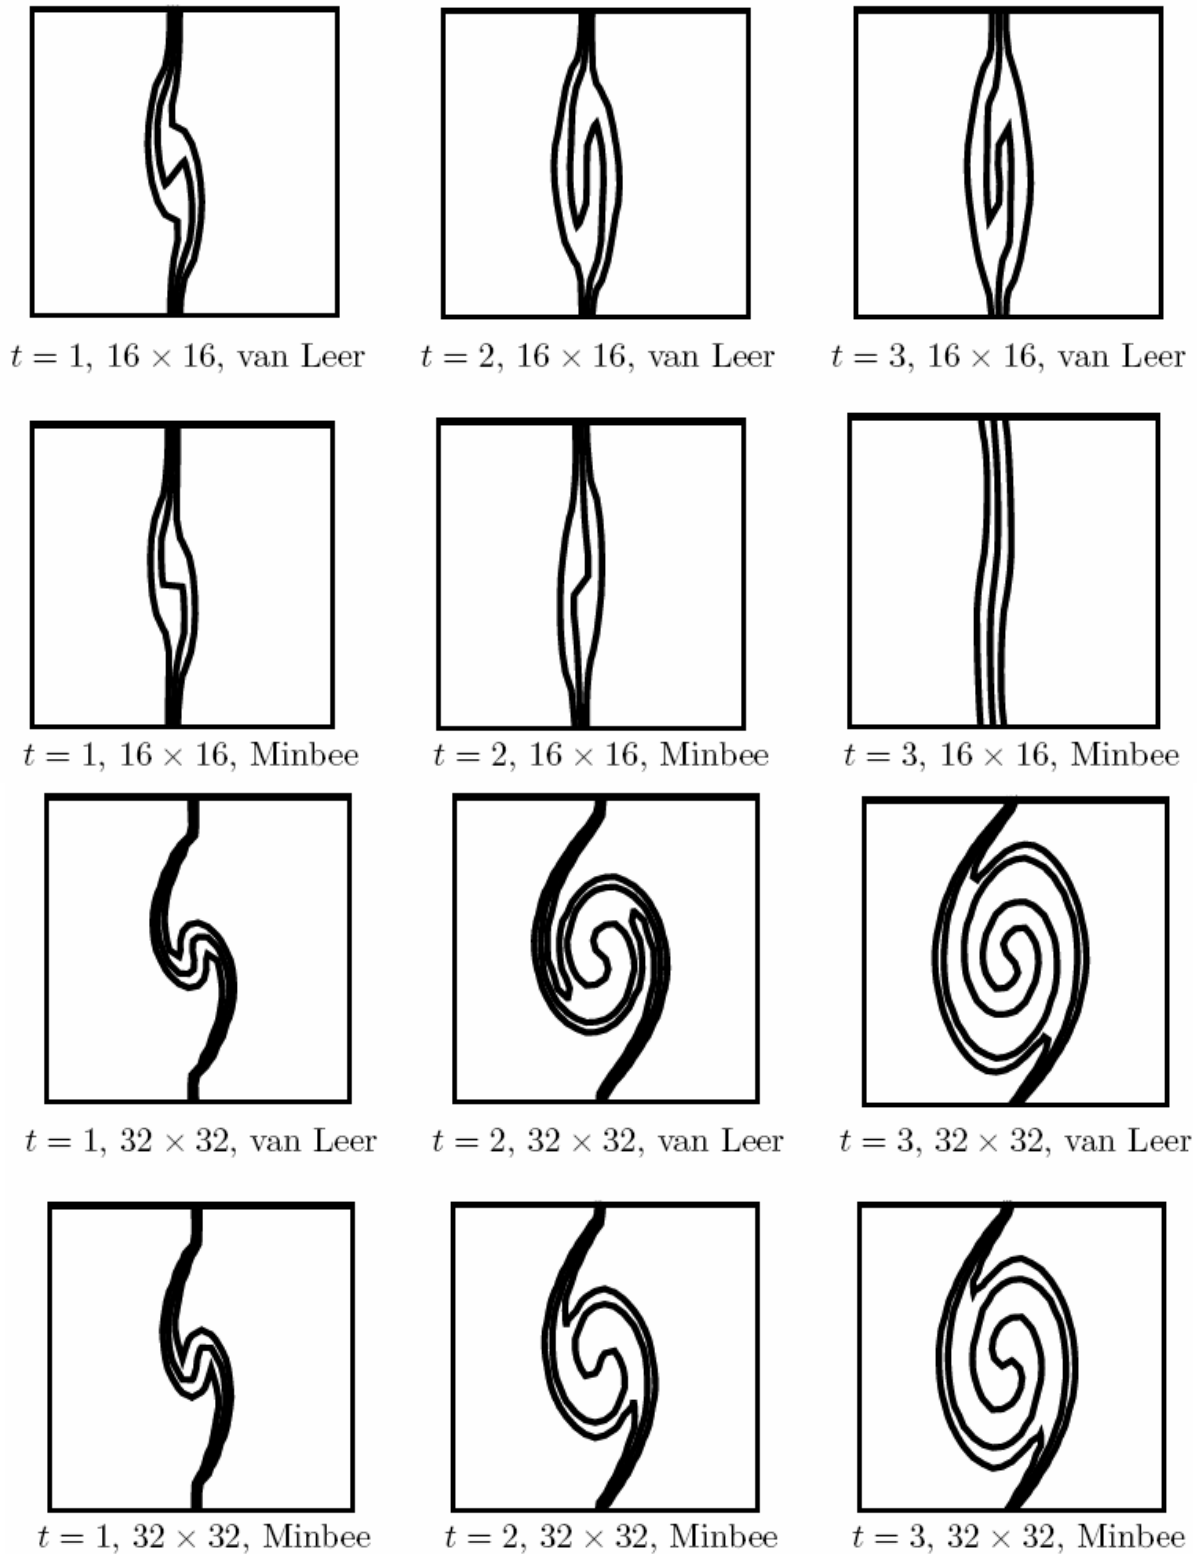 t = 1, 16 × 16, van Leer
t = 2, 16 × 16, van Leer
t = 3, 16 × 16, van Leer
t = 1, 16 × 16, Minbee
t = 2, 16 × 16, Minbee
t = 3, 16 × 16, Minbee
t = 1, 32 × 32, van Leer
t = 2, 32 × 32, van Leer
t = 3, 32 × 32, van Leer
t = 1, 32 × 32, Minbee
t = 2, 32 × 32, Minbee
t = 3, 32 × 32, Minbee